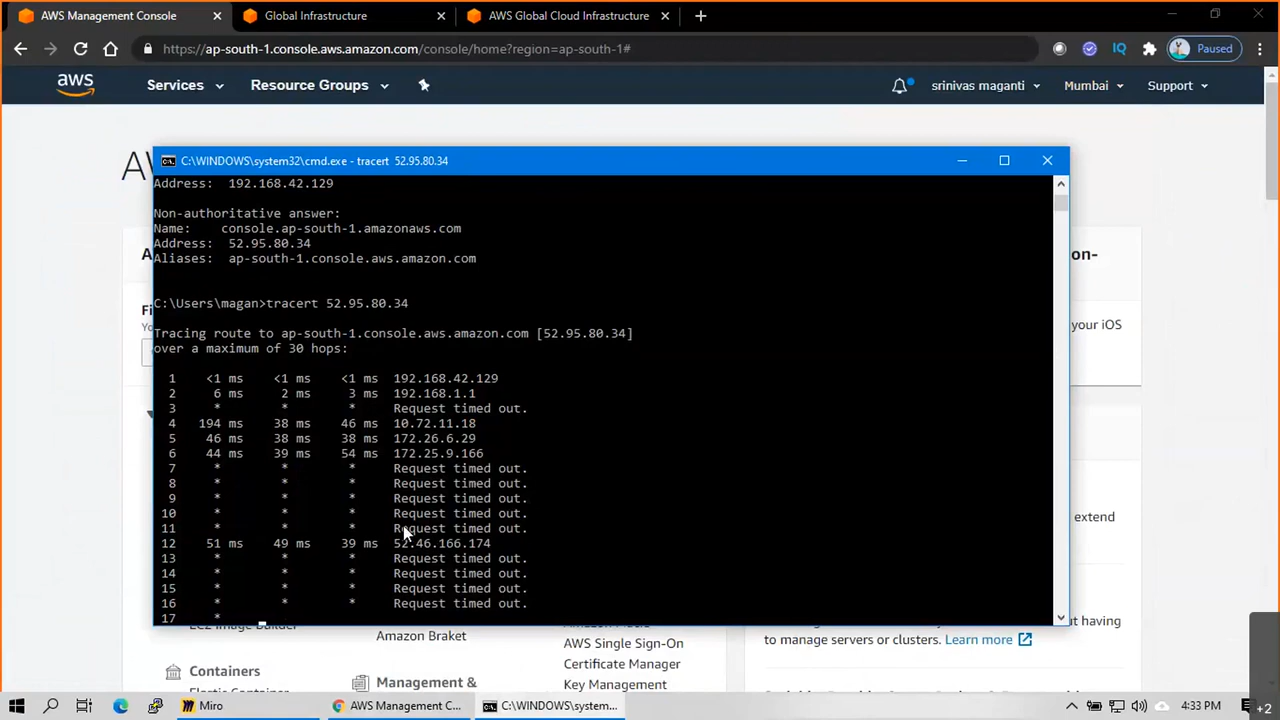 AWS Management Console
Global Infrastructure
AWS Global Cloud Infrastructure
https://ap-south-1.console.aws.amazon.com/console/home?region=ap-south-1#
IQ
Paused
aws
Services
Resource Groups
srinivas maganti
Mumbai
Support
C:\WINDOWS\system32\cmd.exe - tracert 52.95.80.34
Address: 192.168.42.129
Non-authoritative answer:
Name: console.ap-south-1.amazonaws.com
Address: 52.95.80.34
Aliases: ap-south-1.console.aws.amazon.com
C:\Users\magan>tracert 52.95.80.34
Tracing route to ap-south-1.console.aws.amazon.com [52.95.80.34]
over a maximum of 30 hops:
1 <1 ms <1 ms <1 ms 192.168.42.129
2 6 ms 2 ms 3 ms 192.168.1.1
3 * * * Request timed out.
4 194 ms 38 ms 46 ms 10.72.11.18
5 46 ms 38 ms 38 ms 172.26.6.29
6 44 ms 39 ms 54 ms 172.25.9.166
7 * * * Request timed out.
8 * * * Request timed out.
9 * * * Request timed out.
10 * * * Request timed out.
11 * * * Request timed out.
12 51 ms 49 ms 39 ms 52.46.166.174
13 * * * Request timed out.
14 * * * Request timed out.
15 * * * Request timed out.
16 * * * Request timed out.
17 *
on-
your iOS
extend
ut having
to manage servers or clusters. Learn more
EC2 Image Builder
Containers
Amazon Braket
Management &
AWS Single Sign-On
Certificate Manager
Key Management
Miro
AWS Management C...
C:\WINDOWS\system...
4:33 PM
+2